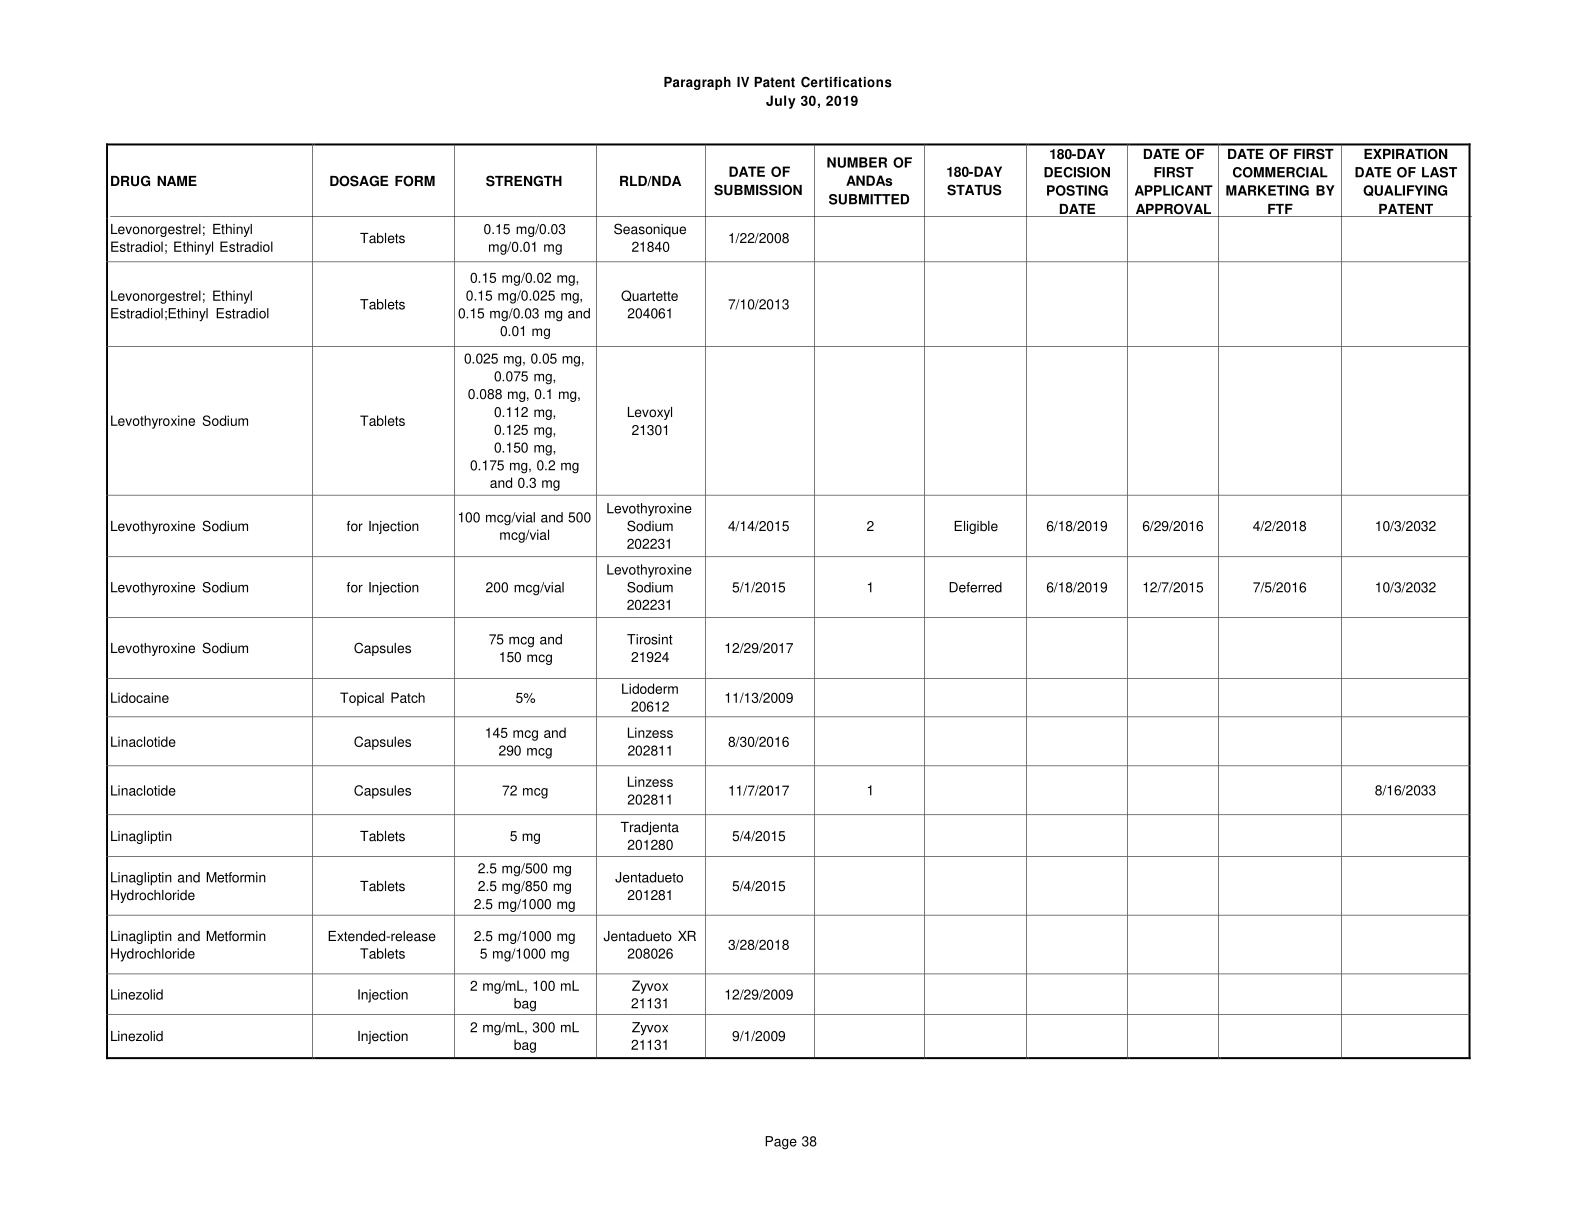 Paragraph IV Patent Certifications
July 30, 2019
DRUG NAME DOSAGE FORM STRENGTH RLD/NDA DATE OF SUBMISSION NUMBER OF ANDAs SUBMITTED 180-DAY STATUS 180-DAY DECISION POSTING DATE DATE OF FIRST APPLICANT APPROVAL DATE OF FIRST COMMERCIAL MARKETING BY FTF EXPIRATION DATE OF LAST QUALIFYING PATENT
Levonorgestrel; Ethinyl Estradiol; Ethinyl Estradiol Tablets 0.15 mg/0.03 mg/0.01 mg Seasonique 21840 1/22/2008
Levonorgestrel; Ethinyl Estradiol;Ethinyl Estradiol Tablets 0.15 mg/0.02 mg, 0.15 mg/0.025 mg, 0.15 mg/0.03 mg and 0.01 mg Quartette 204061 7/10/2013
Levothyroxine Sodium Tablets 0.025 mg, 0.05 mg, 0.075 mg, 0.088 mg, 0.1 mg, 0.112 mg, 0.125 mg, 0.150 mg, 0.175 mg, 0.2 mg and 0.3 mg Levoxyl 21301
Levothyroxine Sodium for Injection 100 mcg/vial and 500 mcg/vial Levothyroxine Sodium 202231 4/14/2015 2 Eligible 6/18/2019 6/29/2016 4/2/2018 10/3/2032
Levothyroxine Sodium for Injection 200 mcg/vial Levothyroxine Sodium 202231 5/1/2015 1 Deferred 6/18/2019 12/7/2015 7/5/2016 10/3/2032
Levothyroxine Sodium Capsules 75 mcg and 150 mcg Tirosint 21924 12/29/2017
Lidocaine Topical Patch 5% Lidoderm 20612 11/13/2009
Linaclotide Capsules 145 mcg and 290 mcg Linzess 202811 8/30/2016
Linaclotide Capsules 72 mcg Linzess 202811 11/7/2017 1 8/16/2033
Linagliptin Tablets 5 mg Tradjenta 201280 5/4/2015
Linagliptin and Metformin Hydrochloride Tablets 2.5 mg/500 mg 2.5 mg/850 mg 2.5 mg/1000 mg Jentadueto 201281 5/4/2015
Linagliptin and Metformin Hydrochloride Extended-release Tablets 2.5 mg/1000 mg 5 mg/1000 mg Jentadueto XR 208026 3/28/2018
Linezolid Injection 2 mg/mL, 100 mL bag Zyvox 21131 12/29/2009
Linezolid Injection 2 mg/mL, 300 mL bag Zyvox 21131 9/1/2009
Page 38